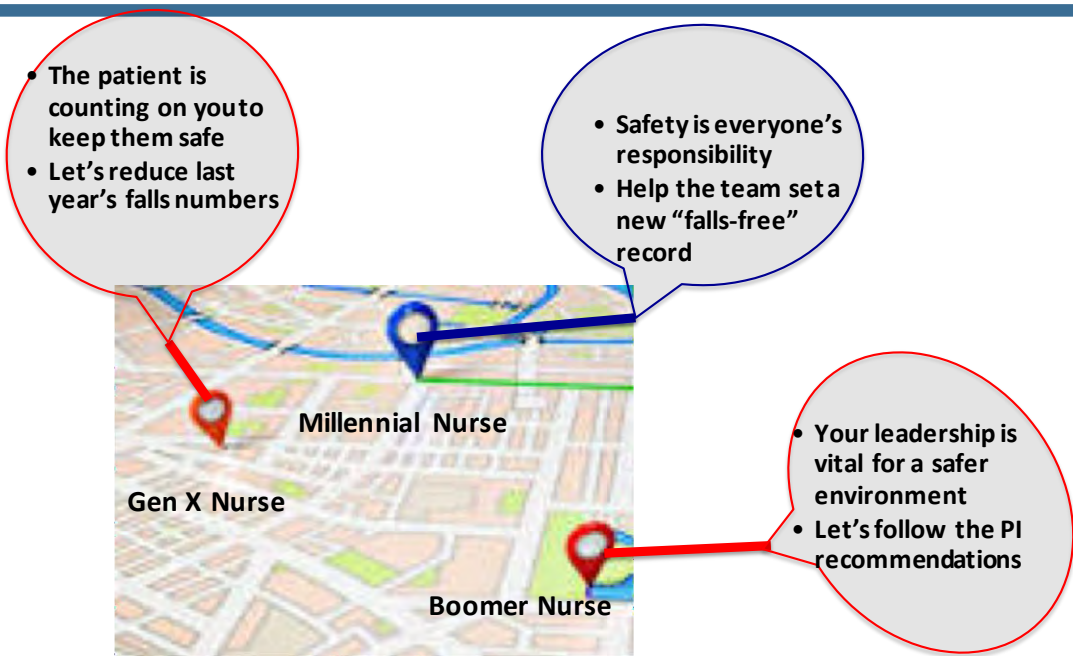 • The patient is
counting on you to
keep them safe
• Let's reduce last
year's falls numbers
• Safety is everyone's
responsibility
• Help the team set a
new “falls-free”
record
Millennial Nurse
Gen X Nurse
• Your leadership is
vital for a safer
environment
• Let's follow the PI
recommendations
Boomer Nurse